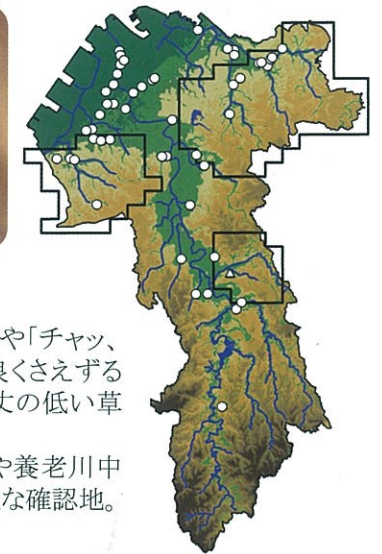 や「チャッ、
良くさえずる
丈の低い草
や養老川中
な確認地。